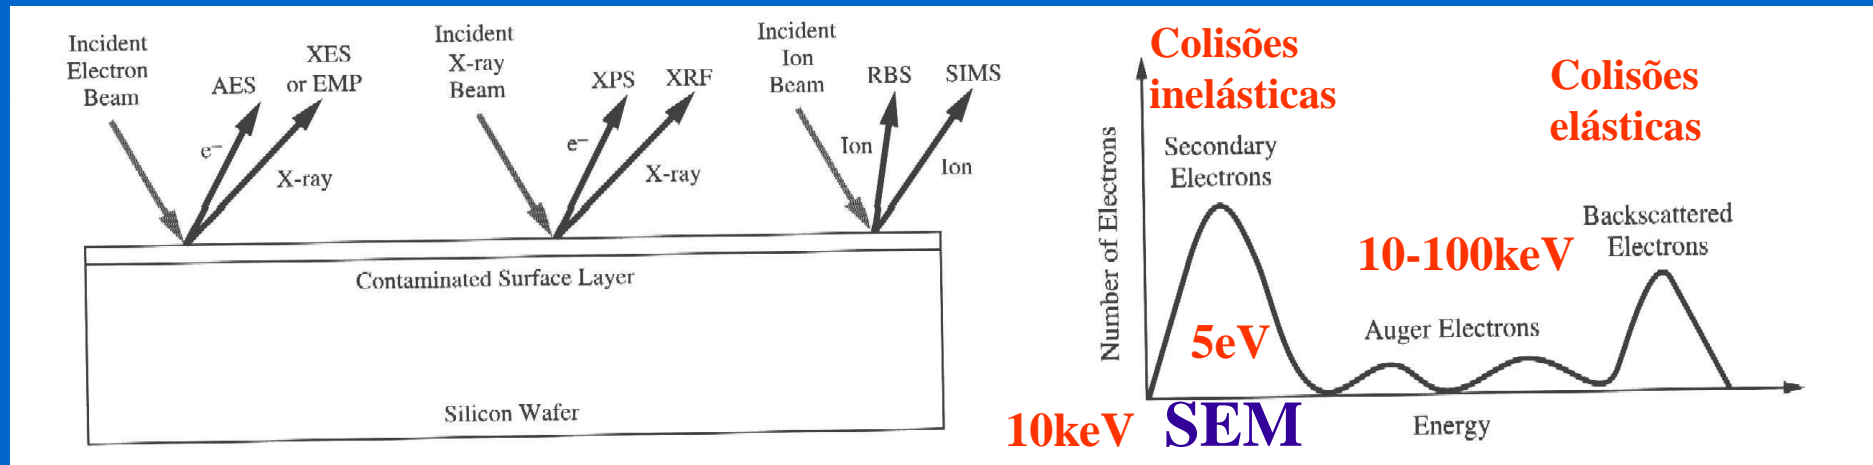 Incident
Electron
Beam
AES
XES
or EMP
e⁻
X-ray
Incident
X-ray
Beam
XPS
XRF
e⁻
X-ray
Incident
Ion
Beam
RBS
SIMS
Ion
Ion
Contaminated Surface Layer
Silicon Wafer
Colisões
inelásticas
Colisões
elásticas
Number of Electrons
Secondary
Electrons
5eV
10-100keV
Auger Electrons
Backscattered
Electrons
10keV
SEM
Energy